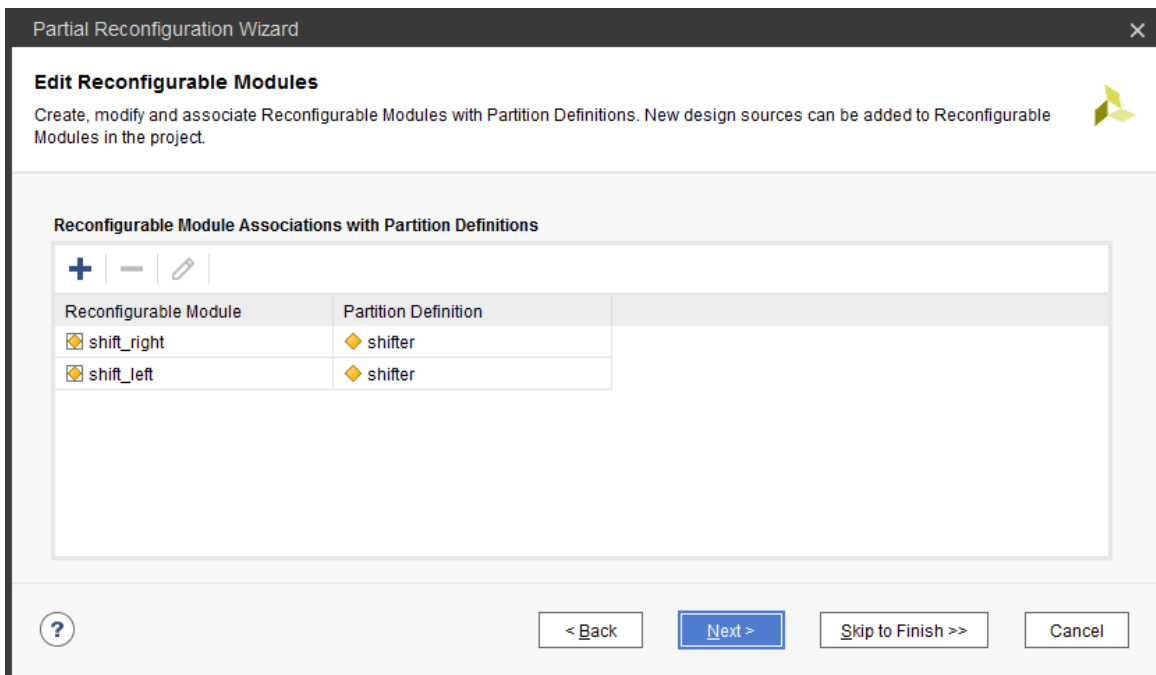 Partial Reconfiguration Wizard
Edit Reconfigurable Modules
Create, modify and associate Reconfigurable Modules with Partition Definitions. New design sources can be added to Reconfigurable
Modules in the project.
Reconfigurable Module Associations with Partition Definitions
Reconfigurable Module Partition Definition
shift_right shifter
shift_left shifter
? < Back Next > Skip to Finish >> Cancel